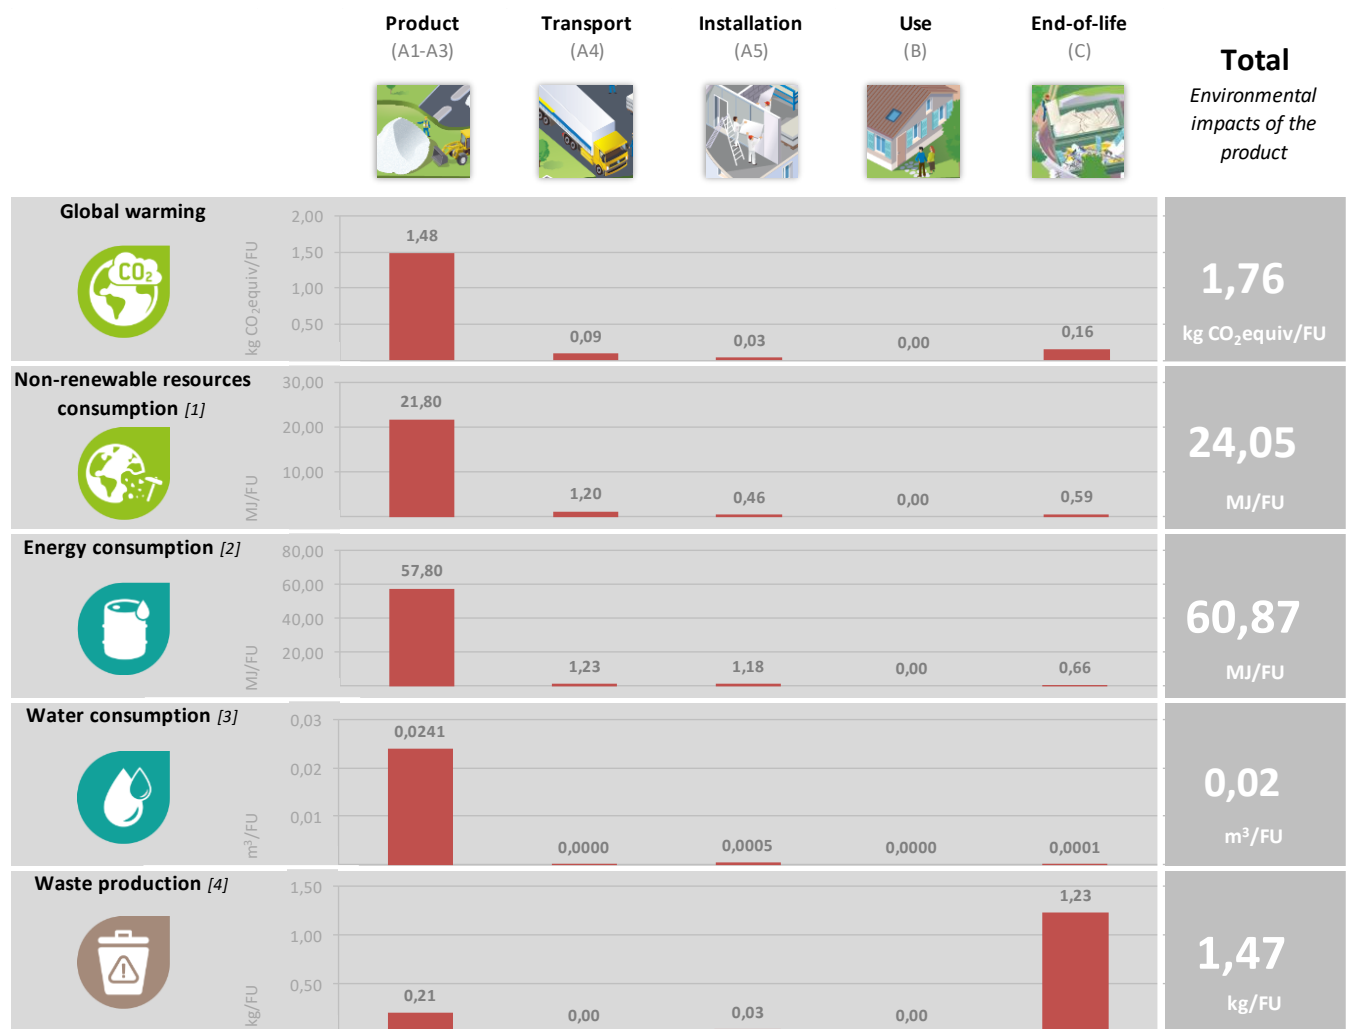 Product
(A1-A3)
Transport
(A4)
Installation
(A5)
Use
(B)
End-of-life
(C)
Total
Environmental
impacts of the
product
Global warming
CO2
kg CO₂equiv/FU
2,00
1,50
1,00
0,50
1,48
0,09
0,03
0,00
0,16
1,76
kg CO₂equiv/FU
Non-renewable resources
consumption [1]
MJ/FU
30,00
20,00
10,00
21,80
1,20
0,46
0,00
0,59
24,05
MJ/FU
Energy consumption [2]
MJ/FU
80,00
60,00
40,00
20,00
57,80
1,23
1,18
0,00
0,66
60,87
MJ/FU
Water consumption [3]
m³/FU
0,03
0,02
0,01
0,0241
0,0000
0,0005
0,0000
0,0001
0,02
m³/FU
Waste production [4]
kg/FU
1,50
1,00
0,50
0,21
0,00
0,03
0,00
1,23
1,47
kg/FU